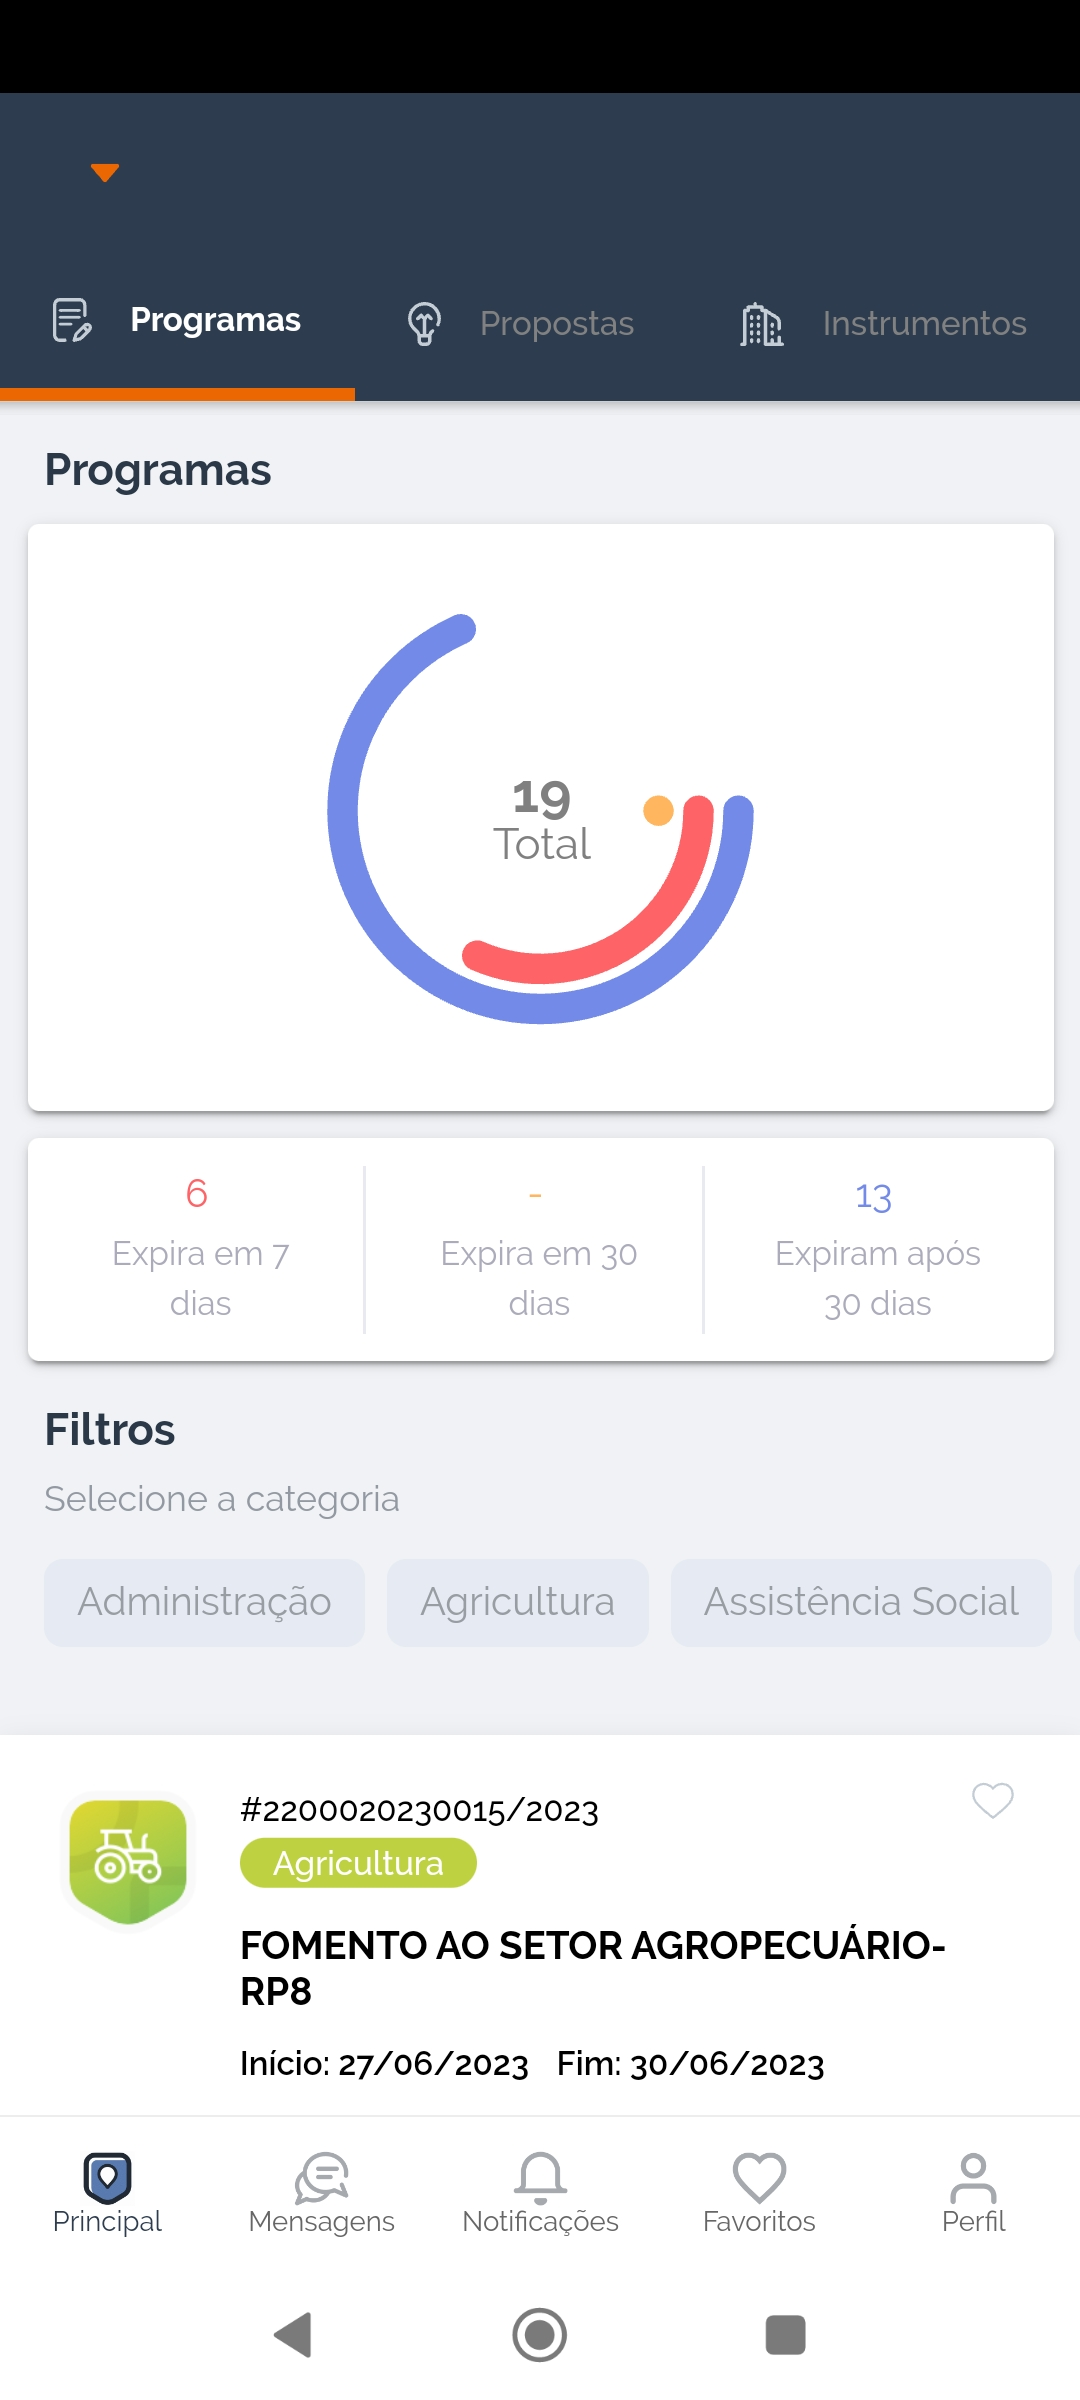 Programas
Propostas
Instrumentos
Programas
19
Total
6
Expira em 7
dias
-
Expira em 30
dias
13
Expiram após
30 dias
Filtros
Selecione a categoria
Administração
Agricultura
Assistência Social
#2200020230015/2023
Agricultura
FOMENTO AO SETOR AGROPECUÁRIO-
RP8
Início: 27/06/2023 Fim: 30/06/2023
Principal
Mensagens
Notificações
Favoritos
Perfil